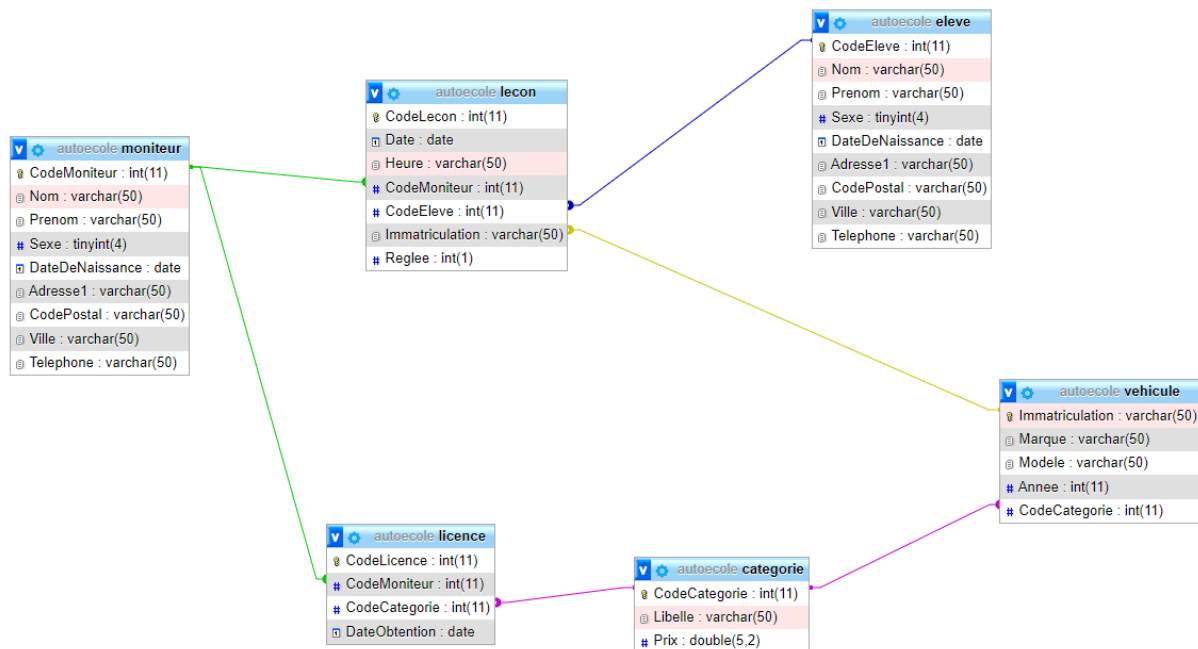 autoecole eleve
CodeEleve : int(11)
Nom : varchar(50)
Prenom : varchar(50)
Sexe : tinyint(4)
DateDeNaissance : date
Adresse1 : varchar(50)
CodePostal : varchar(50)
Ville : varchar(50)
Telephone : varchar(50)
autoecole lecon
CodeLecon : int(11)
Date : date
Heure : varchar(50)
CodeMoniteur : int(11)
CodeEleve : int(11)
Immatriculation : varchar(50)
Reglee : int(1)
autoecole moniteur
CodeMoniteur : int(11)
Nom : varchar(50)
Prenom : varchar(50)
Sexe : tinyint(4)
DateDeNaissance : date
Adresse1 : varchar(50)
CodePostal : varchar(50)
Ville : varchar(50)
Telephone : varchar(50)
autoecole vehicule
Immatriculation : varchar(50)
Marque : varchar(50)
Modele : varchar(50)
Annee : int(11)
CodeCategorie : int(11)
autoecole licence
CodeLicence : int(11)
CodeMoniteur : int(11)
CodeCategorie : int(11)
DateObtention : date
autoecole categorie
CodeCategorie : int(11)
Libelle : varchar(50)
Prix : double(5,2)